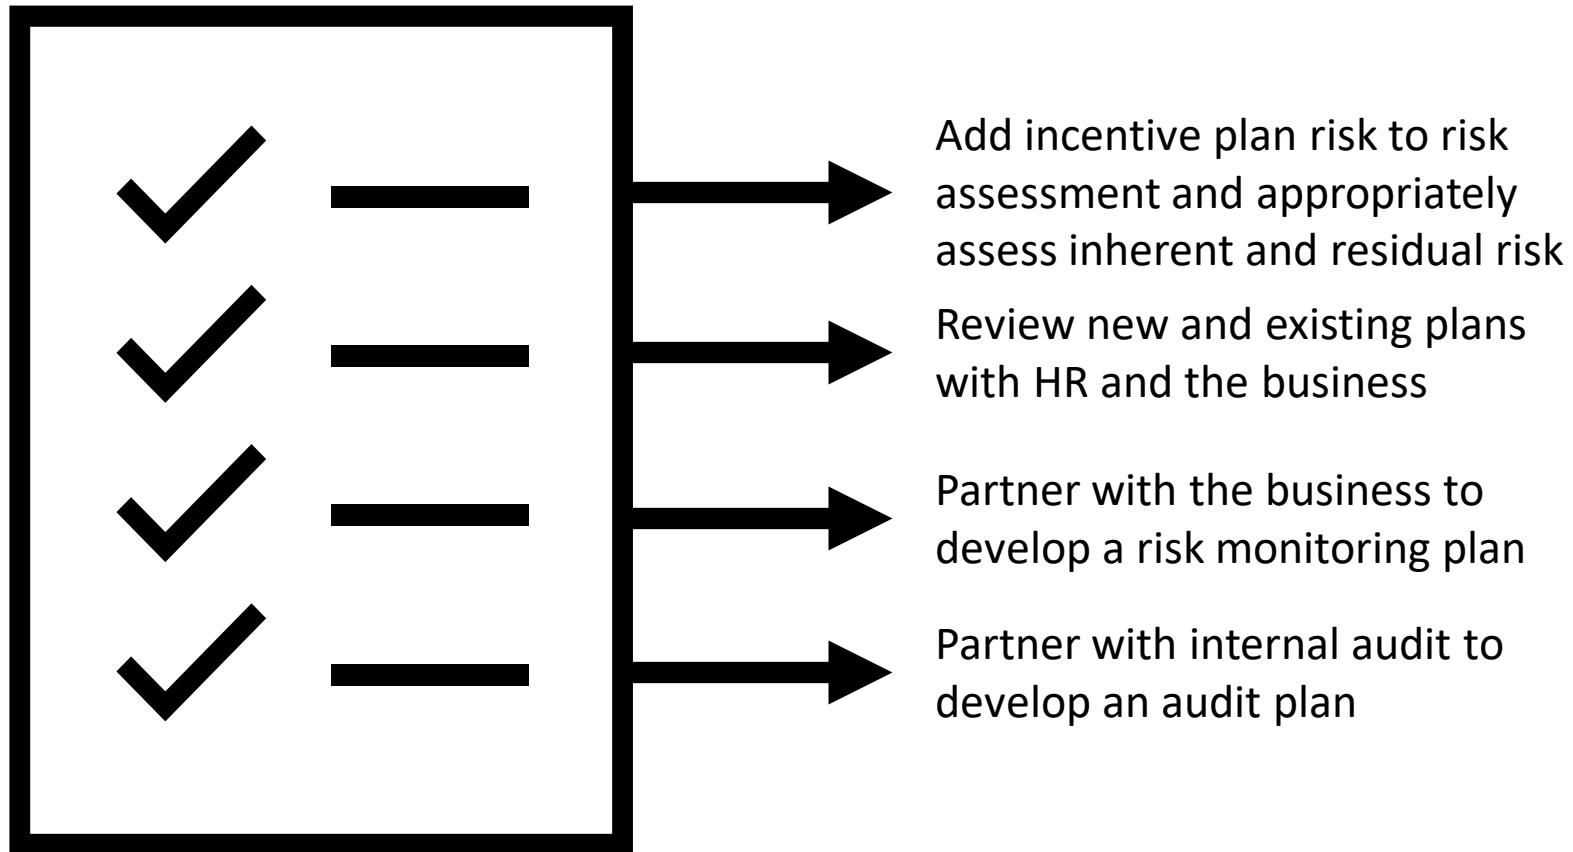 Add incentive plan risk to risk
assessment and appropriately
assess inherent and residual risk
Review new and existing plans
with HR and the business
Partner with the business to
develop a risk monitoring plan
Partner with internal audit to
develop an audit plan